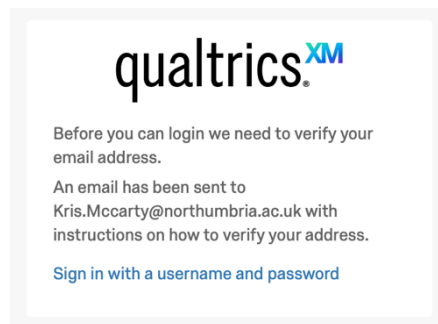 qualtrics.XM
Before you can login we need to verify your
email address.
An email has been sent to
Kris.Mccarty@northumbria.ac.uk with
instructions on how to verify your address.
Sign in with a username and password